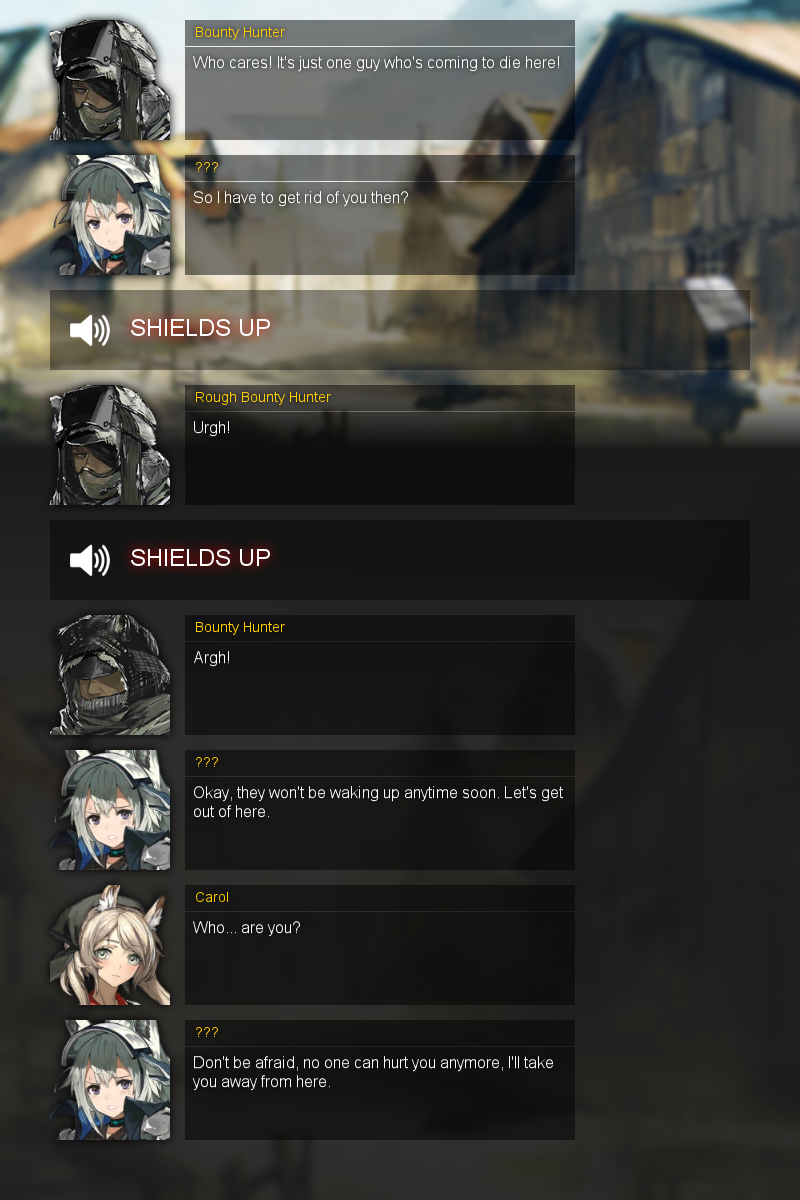 Bounty Hunter
Who cares! It's just one guy who's coming to die here!
???
So I have to get rid of you then?
SHIELDS UP
Rough Bounty Hunter
Urgh!
SHIELDS UP
Bounty Hunter
Argh!
???
Okay, they won't be waking up anytime soon. Let's get
out of here.
Carol
Who... are you?
???
Don't be afraid, no one can hurt you anymore, I'll take
you away from here.